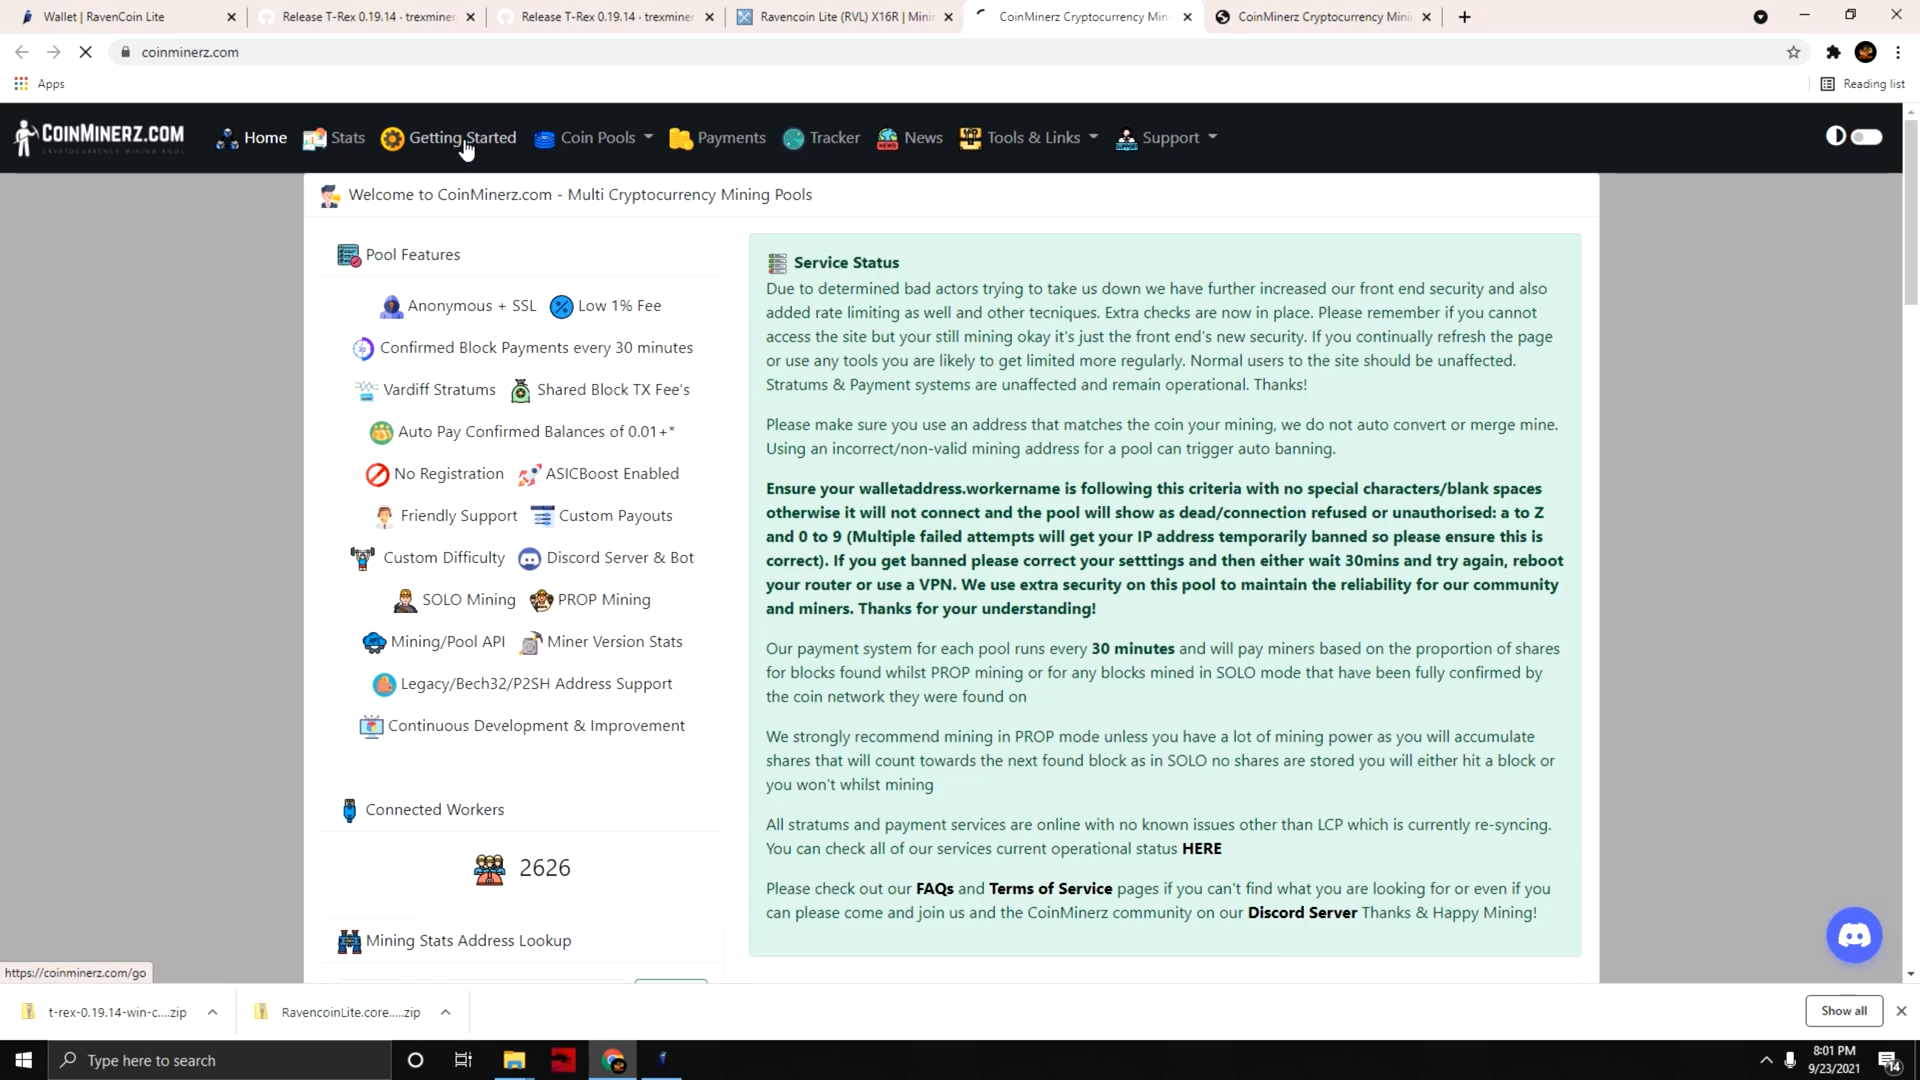 Wallet | RavenCoin Lite
Release T-Rex 0.19.14 · trexminer
Release T-Rex 0.19.14 · trexminer
Ravencoin Lite (RVL) X16R | Minin
CoinMinerz Cryptocurrency Min
CoinMinerz Cryptocurrency Mini
coinminerz.com
Apps
Reading list
COINMINERZ.COM
CRYPTOCURRENCY MINING POOL
Home
Stats
Getting Started
Coin Pools
Payments
Tracker
News
Tools & Links
Support
Welcome to CoinMinerz.com - Multi Cryptocurrency Mining Pools
Pool Features
Anonymous + SSL Low 1% Fee
Confirmed Block Payments every 30 minutes
Vardiff Stratums Shared Block TX Fee's
Auto Pay Confirmed Balances of 0.01+*
No Registration ASICBoost Enabled
Friendly Support Custom Payouts
Custom Difficulty Discord Server & Bot
SOLO Mining PROP Mining
Mining/Pool API Miner Version Stats
Legacy/Bech32/P2SH Address Support
Continuous Development & Improvement
Connected Workers
2626
Mining Stats Address Lookup
Service Status
Due to determined bad actors trying to take us down we have further increased our front end security and also
added rate limiting as well and other tecniques. Extra checks are now in place. Please remember if you cannot
access the site but your still mining okay it's just the front end's new security. If you continually refresh the page
or use any tools you are likely to get limited more regularly. Normal users to the site should be unaffected.
Stratums & Payment systems are unaffected and remain operational. Thanks!
Please make sure you use an address that matches the coin your mining, we do not auto convert or merge mine.
Using an incorrect/non-valid mining address for a pool can trigger auto banning.
Ensure your walletaddress.workername is following this criteria with no special characters/blank spaces
otherwise it will not connect and the pool will show as dead/connection refused or unauthorised: a to Z
and 0 to 9 (Multiple failed attempts will get your IP address temporarily banned so please ensure this is
correct). If you get banned please correct your setttings and then either wait 30mins and try again, reboot
your router or use a VPN. We use extra security on this pool to maintain the reliability for our community
and miners. Thanks for your understanding!
Our payment system for each pool runs every 30 minutes and will pay miners based on the proportion of shares
for blocks found whilst PROP mining or for any blocks mined in SOLO mode that have been fully confirmed by
the coin network they were found on
We strongly recommend mining in PROP mode unless you have a lot of mining power as you will accumulate
shares that will count towards the next found block as in SOLO no shares are stored you will either hit a block or
you won't whilst mining
All stratums and payment services are online with no known issues other than LCP which is currently re-syncing.
You can check all of our services current operational status HERE
Please check out our FAQs and Terms of Service pages if you can't find what you are looking for or even if you
can please come and join us and the CoinMinerz community on our Discord Server Thanks & Happy Mining!
https://coinminerz.com/go
t-rex-0.19.14-win-c....zip
RavencoinLite.core.....zip
Show all
Type here to search
8:01 PM
9/23/2021
14